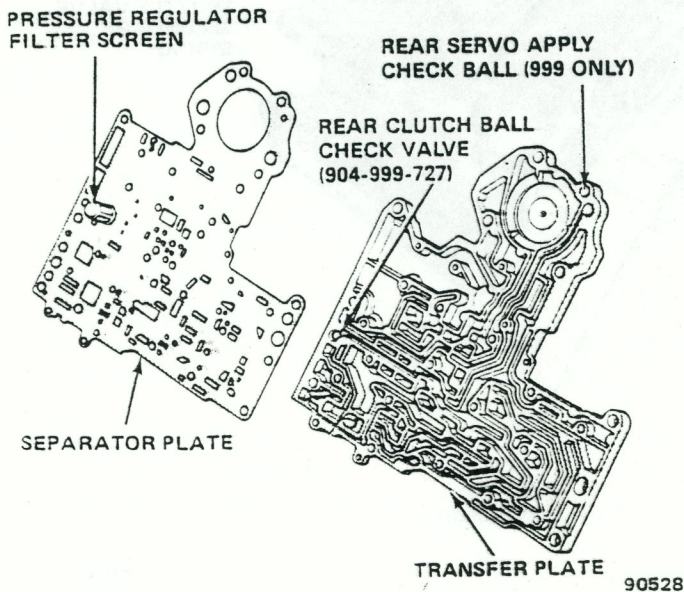 PRESSURE REGULATOR
FILTER SCREEN
REAR SERVO APPLY
CHECK BALL (999 ONLY)
REAR CLUTCH BALL
CHECK VALVE
(904-999-727)
SEPARATOR PLATE
TRANSFER PLATE
90528